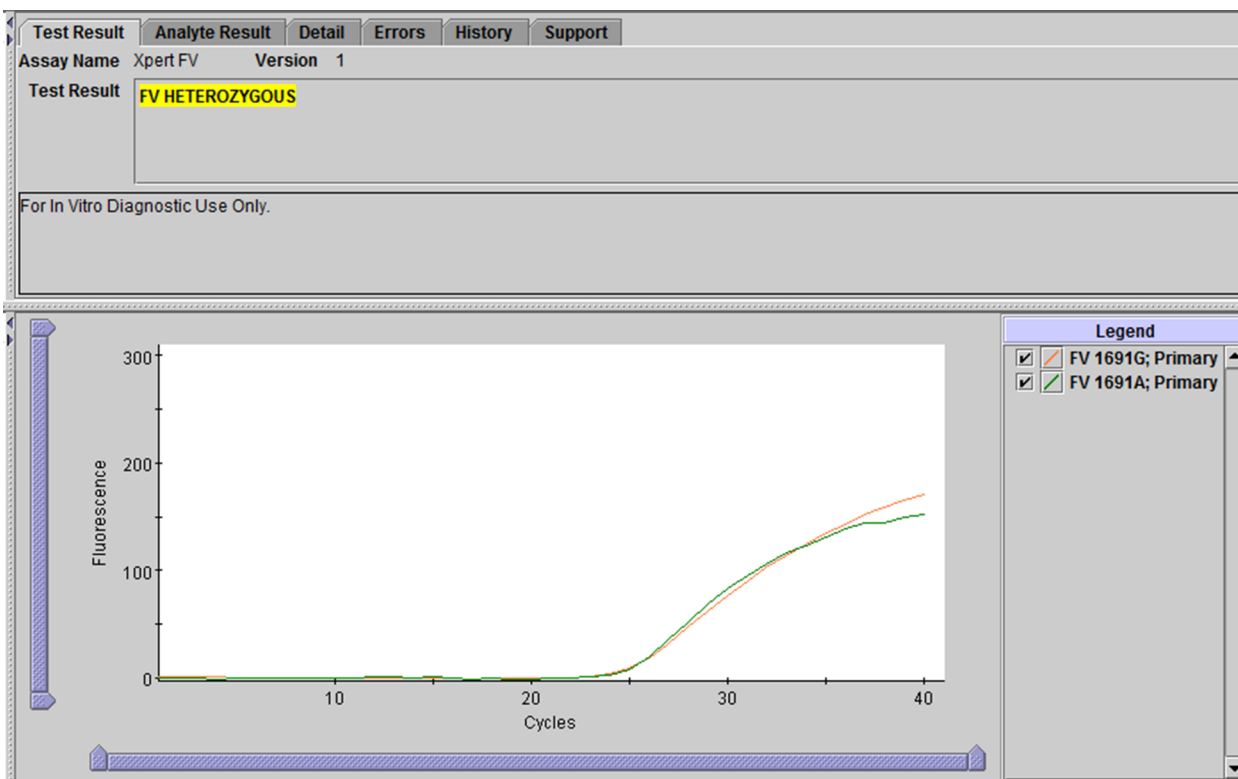 Test Result Analyte Result Detail Errors History Support
Assay Name Xpert FV Version 1
Test Result FV HETEROZYGOUS
For In Vitro Diagnostic Use Only.
300
200
100
0
Fluorescence
10 20 30 40
Cycles
Legend
FV 1691G; Primary
FV 1691A; Primary